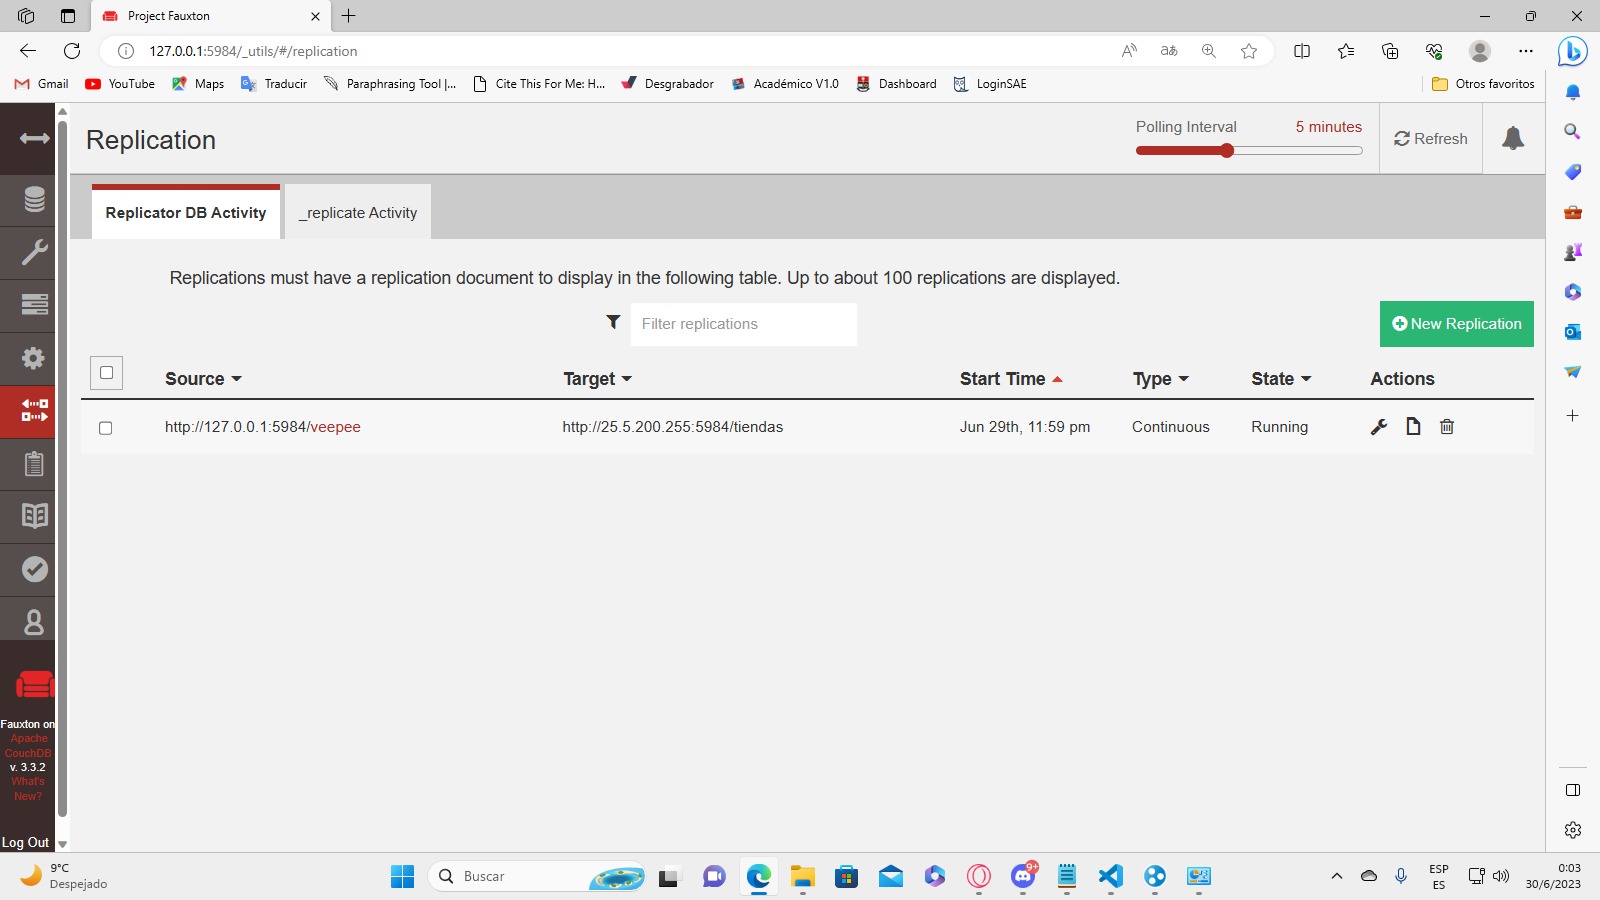 Project Fauxton
127.0.0.1:5984/_utils/#/replication
Gmail YouTube Maps Traducir Paraphrasing Tool |... Cite This For Me: H... Desgrabador Académico V1.0 Dashboard LoginSAE Otros favoritos
Replication
Polling Interval 5 minutes
Refresh
Replicator DB Activity _replicate Activity
Replications must have a replication document to display in the following table. Up to about 100 replications are displayed.
Filter replications
New Replication
Source Target Start Time Type State Actions
http://127.0.0.1:5984/veepee http://25.5.200.255:5984/tiendas Jun 29th, 11:59 pm Continuous Running
Fauxton on
Apache
CouchDB
v. 3.3.2
What's
New?
Log Out
9°C
Despejado
Buscar
9+
ESP
ES
0:03
30/6/2023